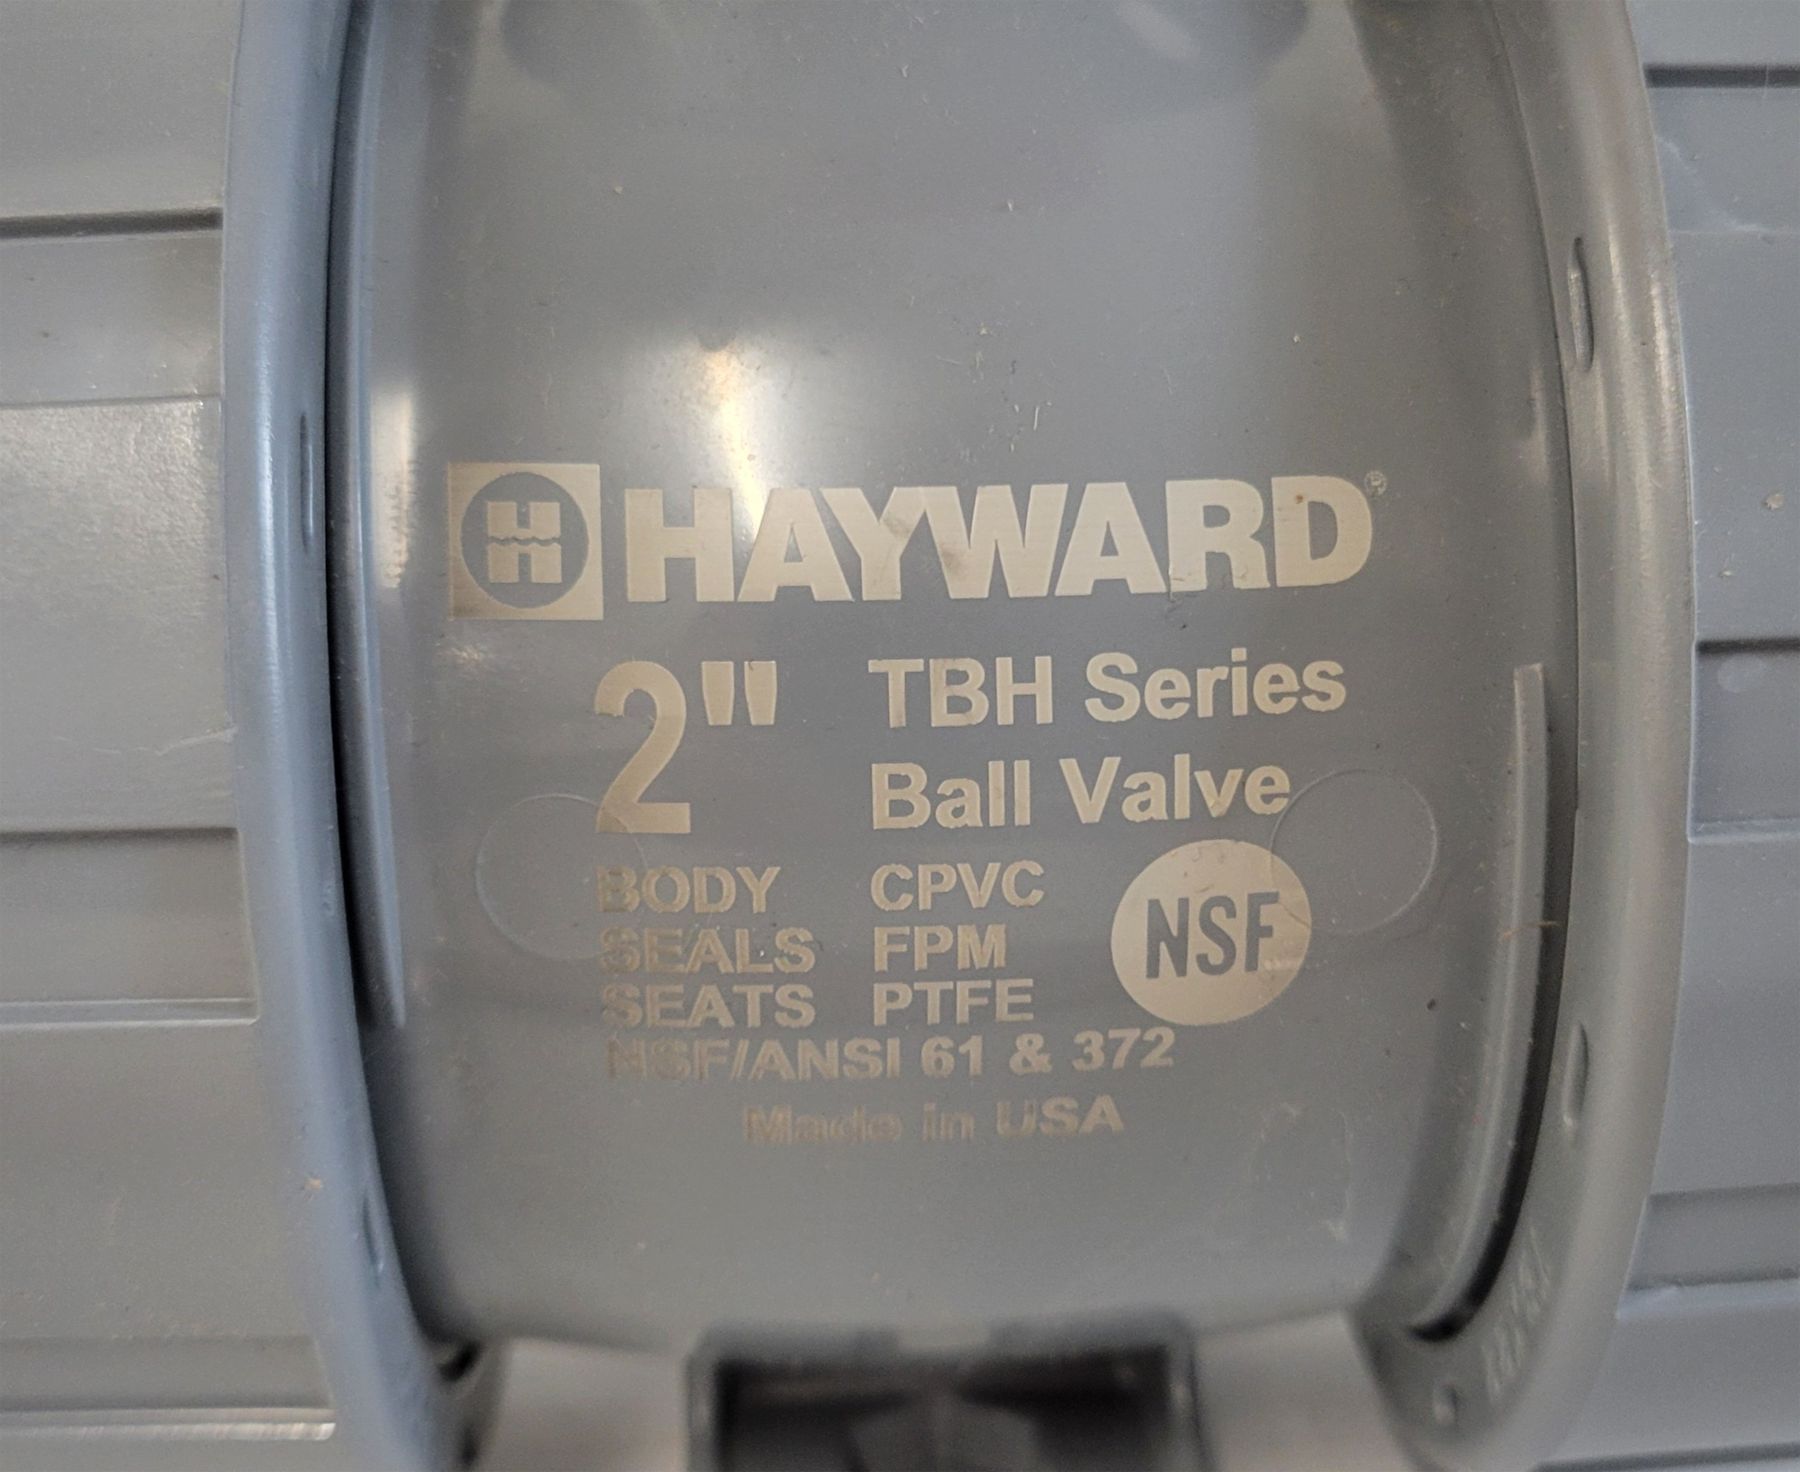 HAYWARD®
2" TBH Series
Ball Valve
BODY CPVC
SEALS FPM
SEATS PTFE
NSF
NSF/ANSI 61 & 372
Made in USA